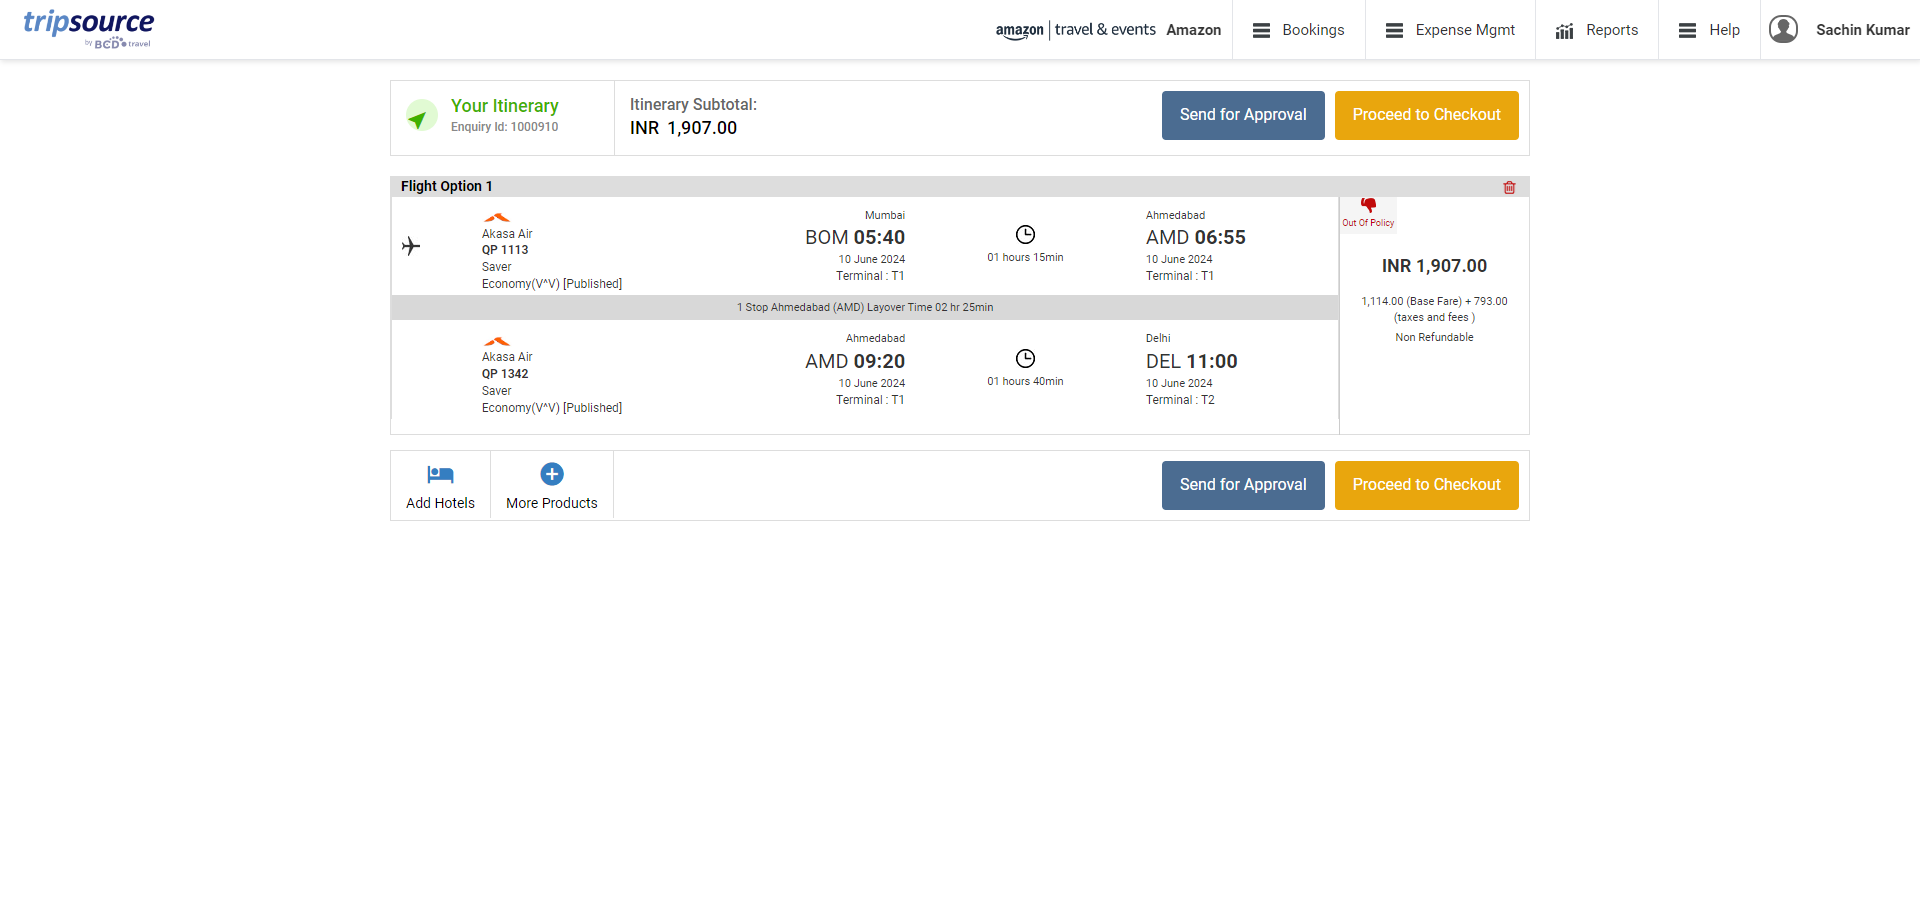 tripsource
by BCD travel
amazon | travel & events Amazon
Bookings
Expense Mgmt
Reports
Help
Sachin Kumar
Your Itinerary
Enquiry Id: 1000910
Itinerary Subtotal:
INR 1,907.00
Send for Approval
Proceed to Checkout
Flight Option 1
Akasa Air
QP 1113
Saver
Economy(V^V) [Published]
Mumbai
BOM 05:40
10 June 2024
Terminal : T1
01 hours 15min
Ahmedabad
AMD 06:55
10 June 2024
Terminal : T1
Out Of Policy
INR 1,907.00
1,114.00 (Base Fare) + 793.00
(taxes and fees )
Non Refundable
1 Stop Ahmedabad (AMD) Layover Time 02 hr 25min
Akasa Air
QP 1342
Saver
Economy(V^V) [Published]
Ahmedabad
AMD 09:20
10 June 2024
Terminal : T1
01 hours 40min
Delhi
DEL 11:00
10 June 2024
Terminal : T2
Add Hotels
More Products
Send for Approval
Proceed to Checkout